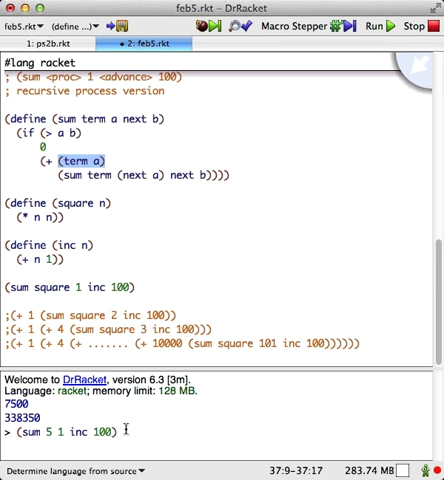 feb5.rkt - DrRacket
feb5.rkt▾ (define ...)▾ Macro Stepper Run Stop
1: ps2b.rkt ◆ 2: feb5.rkt
#lang racket
; (sum <proc> 1 <advance> 100)
; recursive process version
(define (sum term a next b)
(if (> a b)
0
(+ (term a)
(sum term (next a) next b))))
(define (square n)
(* n n))
(define (inc n)
(+ n 1))
(sum square 1 inc 100)
;(+ 1 (sum square 2 inc 100))
;(+ 1 (+ 4 (sum square 3 inc 100)))
;(+ 1 (+ 4 (+ ....... (+ 10000 (sum square 101 inc 100))))))
Welcome to DrRacket, version 6.3 [3m].
Language: racket; memory limit: 128 MB.
7500
338350
> (sum 5 1 inc 100)
Determine language from source▾ 37:9-37:17 283.74 MB